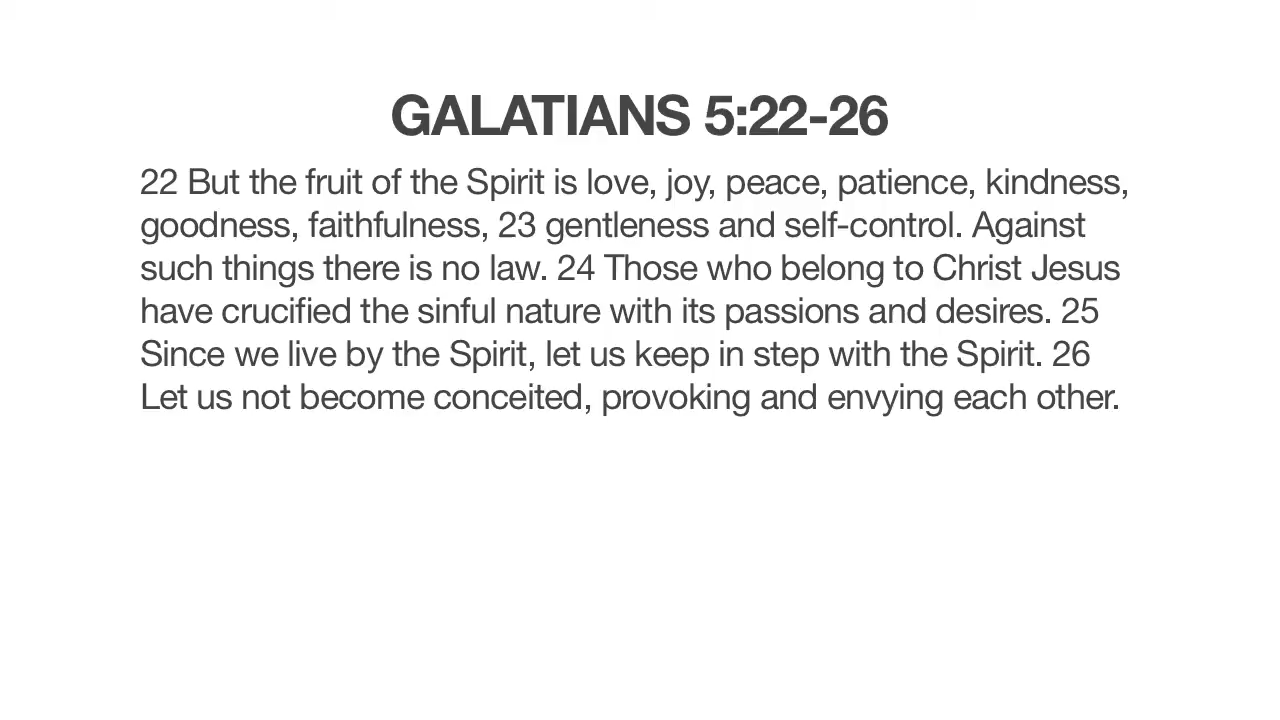 GALATIANS 5:22-26
22 But the fruit of the Spirit is love, joy, peace, patience, kindness,
goodness, faithfulness, 23 gentleness and self-control. Against
such things there is no law. 24 Those who belong to Christ Jesus
have crucified the sinful nature with its passions and desires. 25
Since we live by the Spirit, let us keep in step with the Spirit. 26
Let us not become conceited, provoking and envying each other.